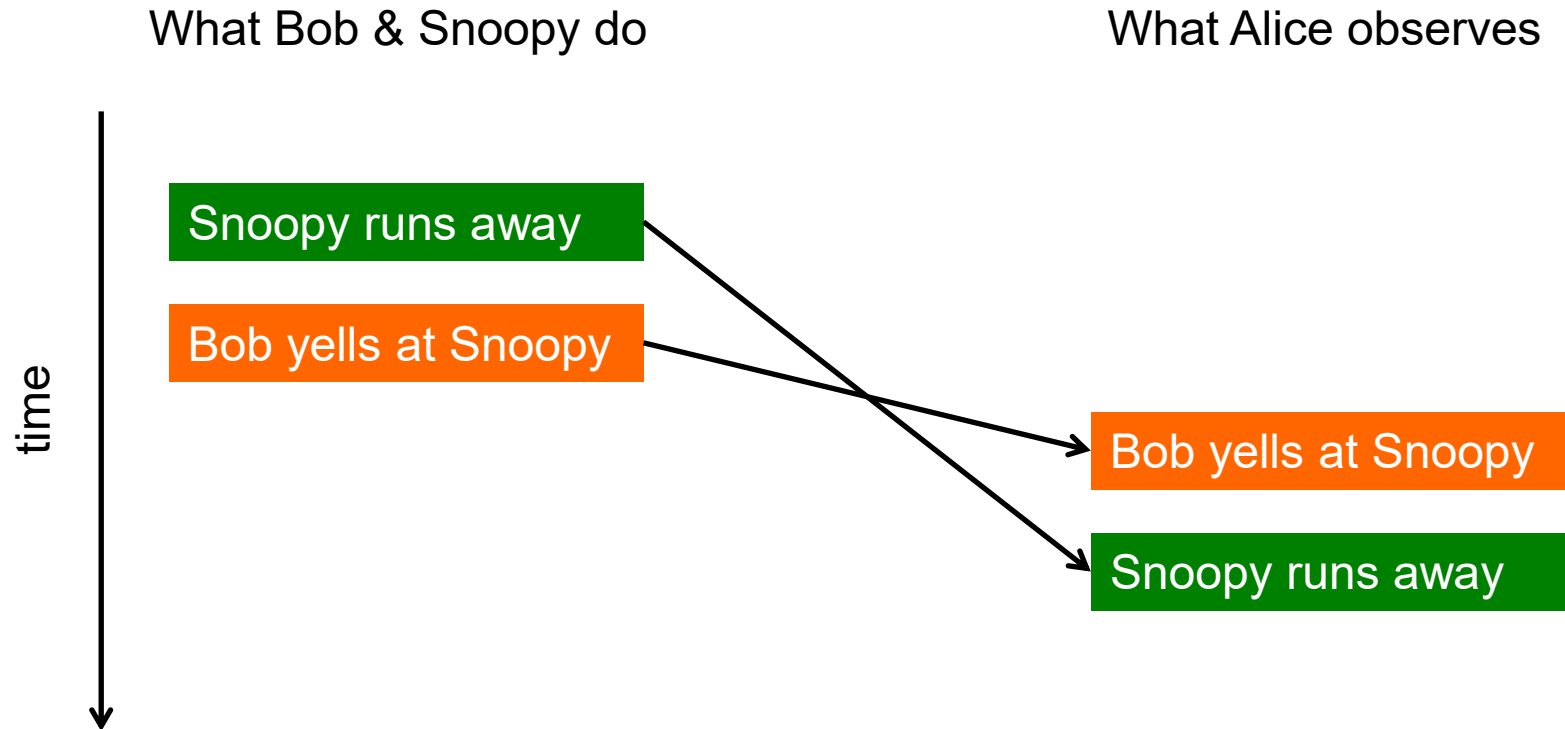 What Bob & Snoopy do
What Alice observes
time
Snoopy runs away
Bob yells at Snoopy
Bob yells at Snoopy
Snoopy runs away